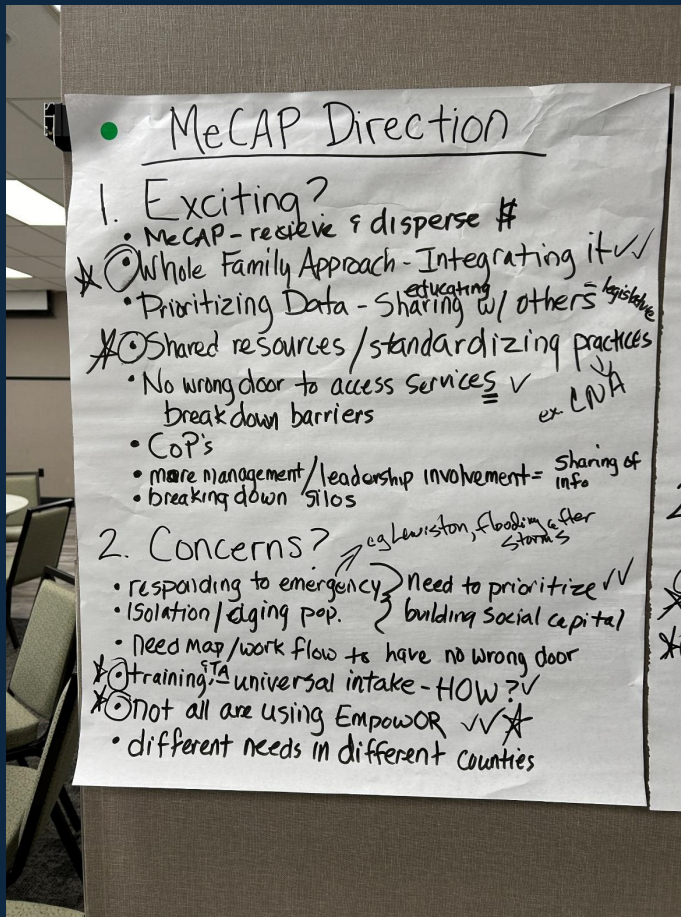 MeCAP Direction
1. Exciting?
• MeCAP - recieve & disperse $
Whole Family Approach - Integrating it ✓✓
educating
• Prioritizing Data - Sharing w/ others - legislative
Shared resources / standardizing practices
• No wrong door to access services ✓
ex CNA
breakdown barriers
• CoP's
• more management/leadership involvement = Sharing of info
• breaking down silos
2. Concerns?
eg Lewiston, flooding after storms
• responding to emergency } need to prioritize ✓✓
• Isolation/aging pop. } building social capital
• need map/work flow to have no wrong door
training, & TA universal intake - HOW? ✓
not all are using EmpowOR ✓✓
• different needs in different counties